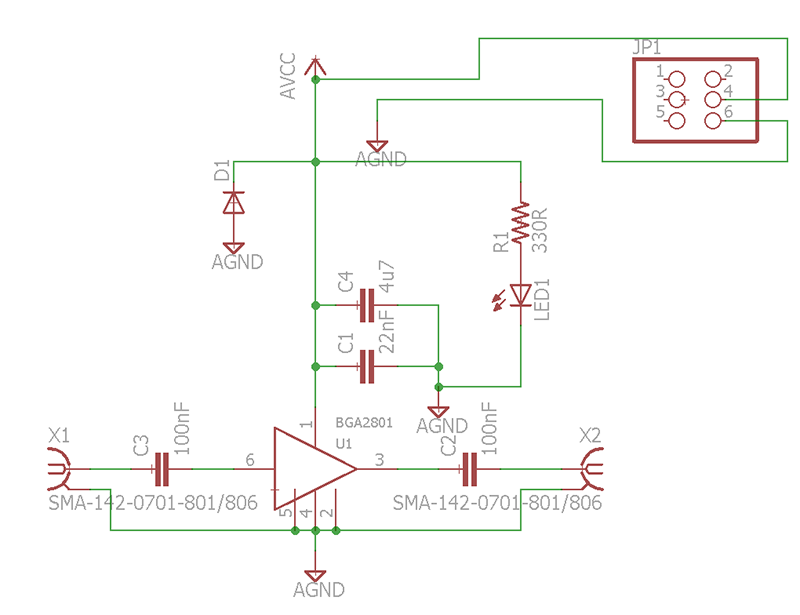 JP1
AVCC
1
2
3
4
5
6
AGND
D1
AGND
R1
330R
C4
4u7
LED1
C1
22nF
AGND
1
BGA2801
U1
X1
C3
100nF
6
3
C2
100nF
X2
SMA-142-0701-801/806
SMA-142-0701-801/806
5
4
2
AGND